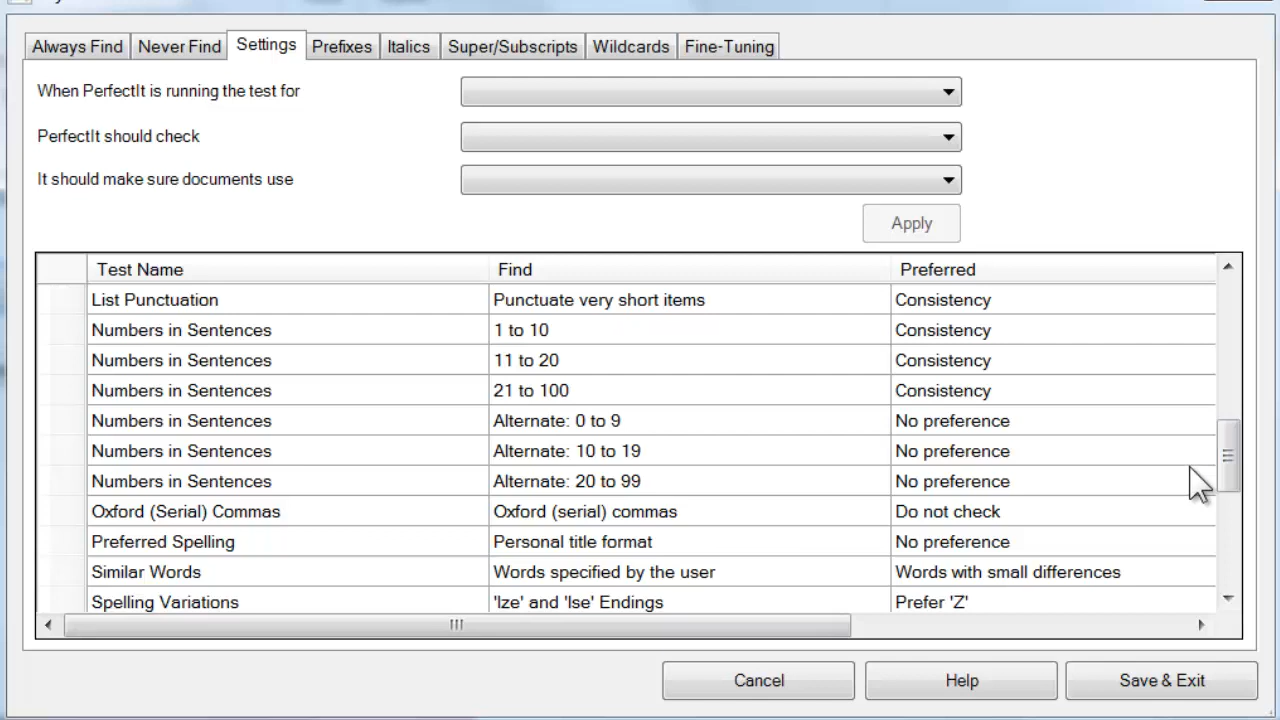 Always Find Never Find Settings Prefixes Italics Super/Subscripts Wildcards Fine-Tuning
When PerfectIt is running the test for
PerfectIt should check
It should make sure documents use
Apply
Test Name Find Preferred
List Punctuation Punctuate very short items Consistency
Numbers in Sentences 1 to 10 Consistency
Numbers in Sentences 11 to 20 Consistency
Numbers in Sentences 21 to 100 Consistency
Numbers in Sentences Alternate: 0 to 9 No preference
Numbers in Sentences Alternate: 10 to 19 No preference
Numbers in Sentences Alternate: 20 to 99 No preference
Oxford (Serial) Commas Oxford (serial) commas Do not check
Preferred Spelling Personal title format No preference
Similar Words Words specified by the user Words with small differences
Spelling Variations 'Ize' and 'Ise' Endings Prefer 'Z'
Cancel Help Save & Exit